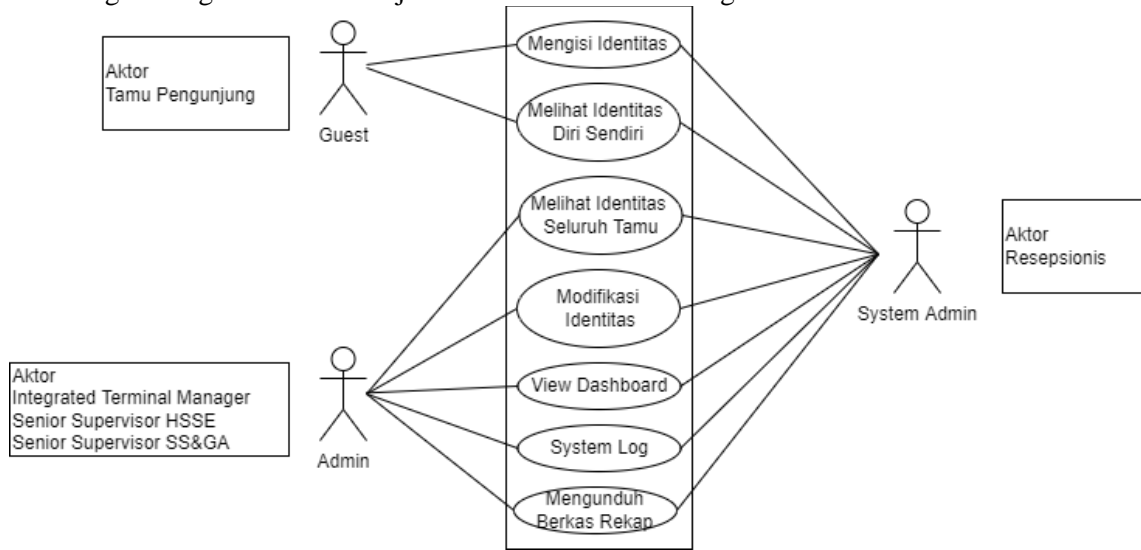 Aktor
Tamu Pengunjung
Guest
Mengisi Identitas
Melihat Identitas
Diri Sendiri
Melihat Identitas
Seluruh Tamu
Modifikasi
Identitas
View Dashboard
System Log
Mengunduh
Berkas Rekap
Aktor
Integrated Terminal Manager
Senior Supervisor HSSE
Senior Supervisor SS&GA
Admin
System Admin
Aktor
Resepsionis